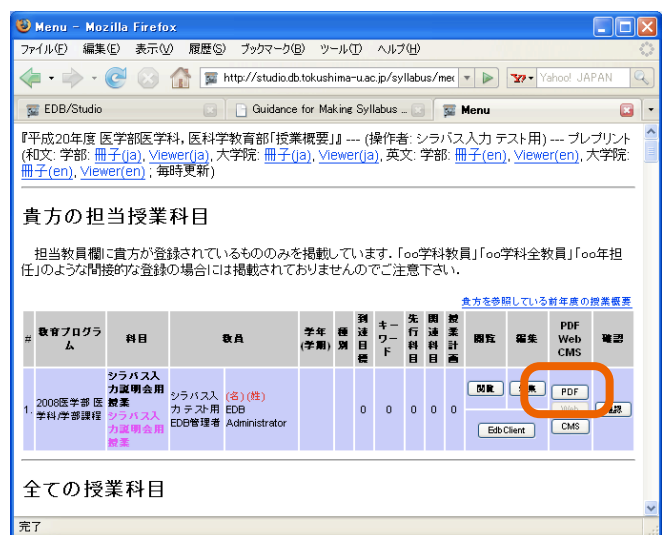 Menu - Mozilla Firefox
ファイル(F) 編集(E) 表示(V) 履歴(S) ブックマーク(B) ツール(T) ヘルプ(H)
http://studio.db.tokushima-u.ac.jp/syllabus/me Yahoo! JAPAN
EDB/Studio Guidance for Making Syllabus ... Menu
『平成20年度 医学部医学科, 医科学教育部「授業概要」』 --- (操作者: シラバス入力 テスト用) --- プレプリント
(和文: 学部: 冊子(ja), Viewer(ja), 大学院: 冊子(ja), Viewer(ja), 英文: 学部: 冊子(en), Viewer(en), 大学院:
冊子(en), Viewer(en) ; 毎時更新)
貴方の担当授業科目
担当教員欄に貴方が登録されているもののみを掲載しています.「oo学科教員」「oo学科全教員」「oo年担
任」のような間接的な登録の場合には掲載されておりませんのでご注意下さい.
貴方を参照している前年度の授業概要
# 教育プログラム 科目 教員 学年(学期) 種別 到達目標 キーワード 先行科目 関連科目 授業計画 閲覧 編集 PDF Web CMS 確認
1. 2008医学部 医学科/学部課程 シラバス入力説明会用授業 シラバス入力説明会用授業 シラバス入力 テスト用 EDB管理者 (名) (姓) EDB Administrator 0 0 0 0 0 閲覧 編集 Edb Client PDF Web CMS 確認
全ての授業科目
完了